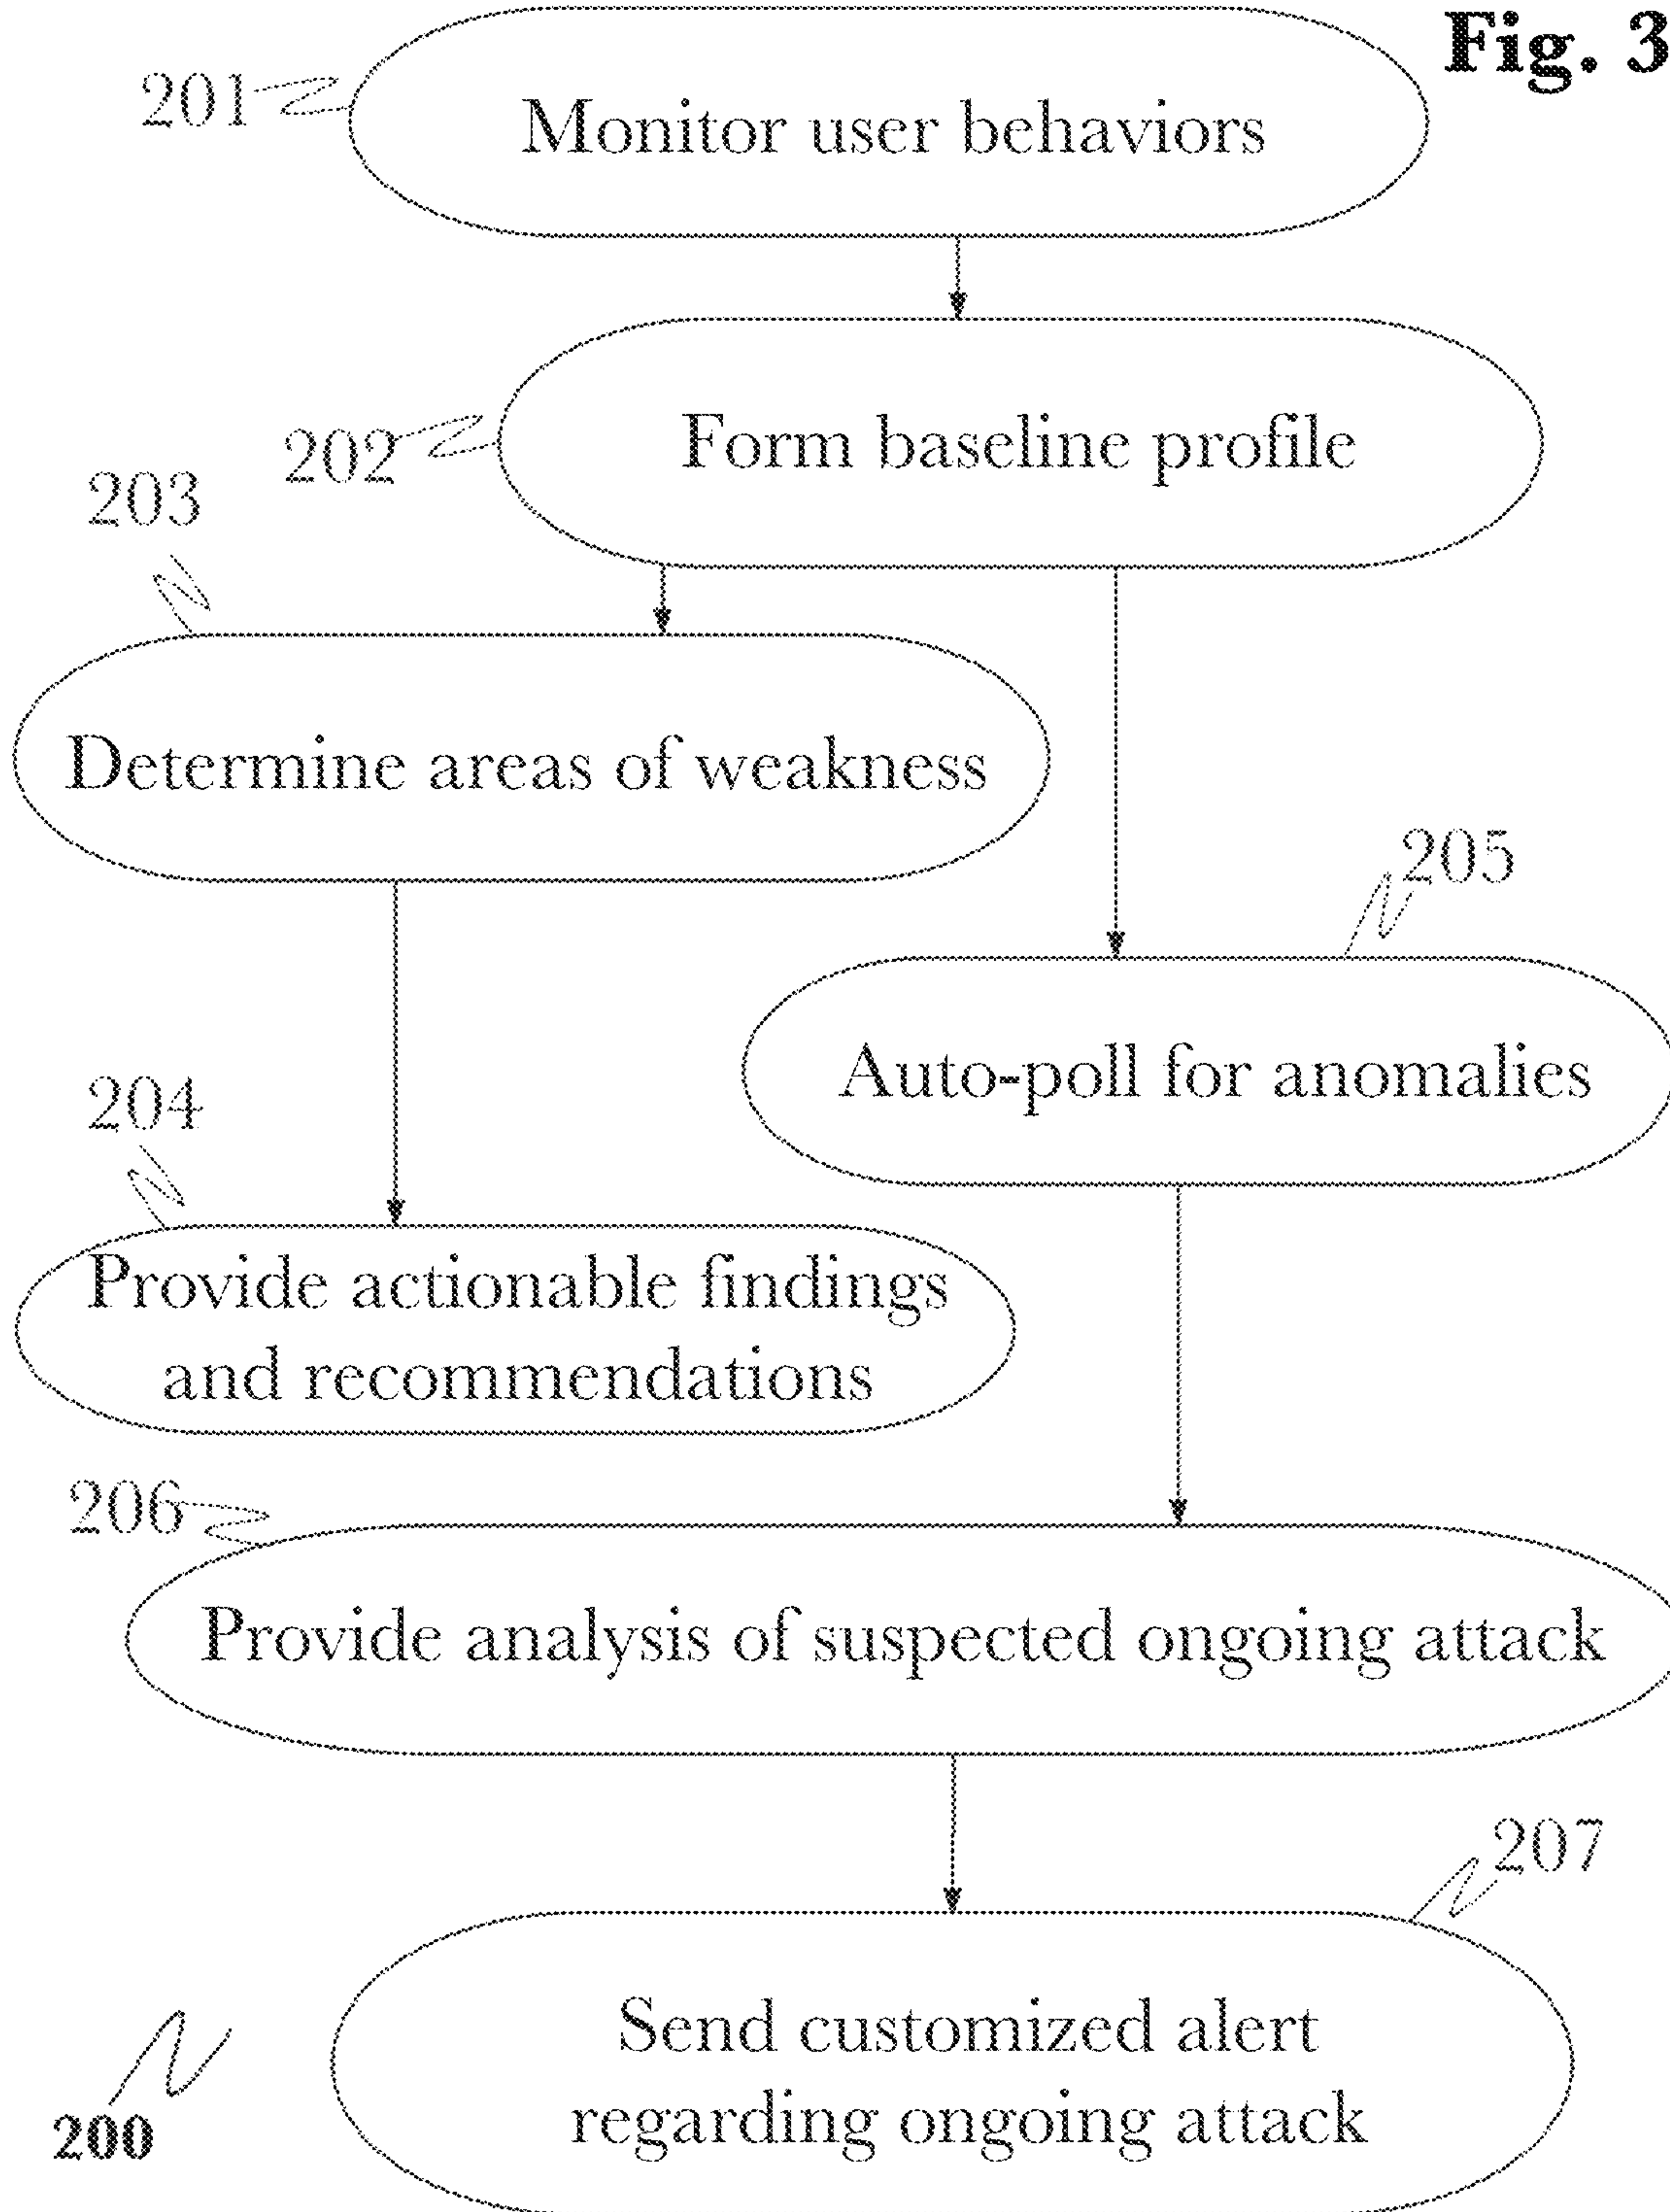 Fig. 3
201
Monitor user behaviors
202
Form baseline profile
203
Determine areas of weakness
205
Auto-poll for anomalies
204
Provide actionable findings
and recommendations
206
Provide analysis of suspected ongoing attack
207
Send customized alert
regarding ongoing attack
200